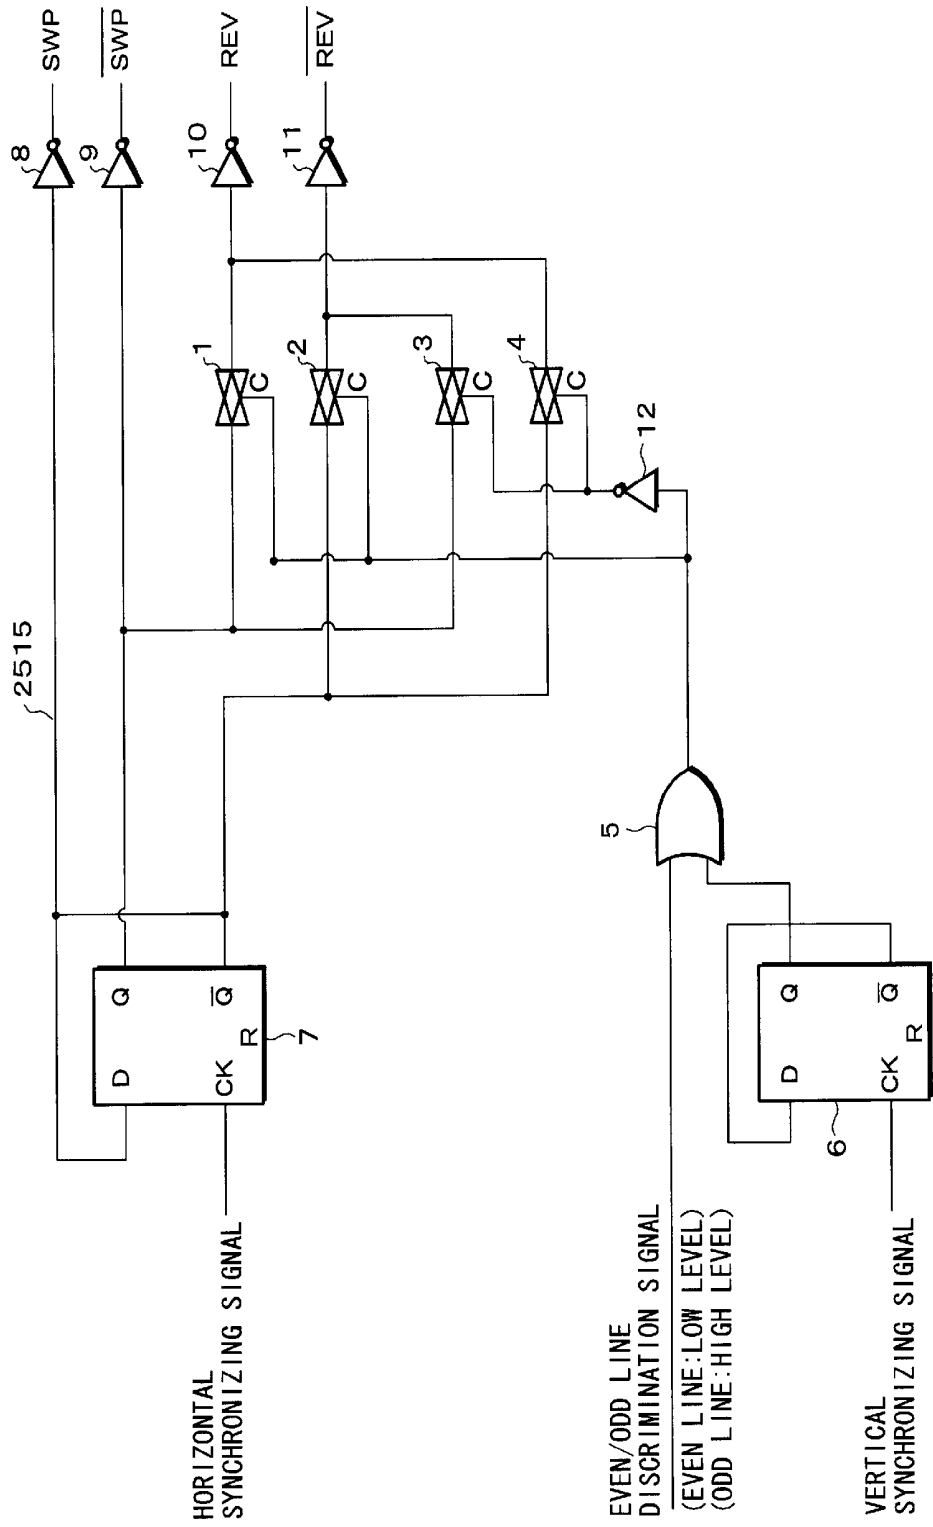 SWP
SWP
REV
REV
8
9
10
11
1
2
3
4
C
C
C
C
12
2515
5
D
Q
CK
Q
R
7
D
Q
CK
Q
R
6
HORIZONTAL
SYNCHRONIZING SIGNAL
EVEN/ODD LINE
DISCRIMINATION SIGNAL
(EVEN LINE:LOW LEVEL)
(ODD LINE:HIGH LEVEL)
VERTICAL
SYNCHRONIZING SIGNAL